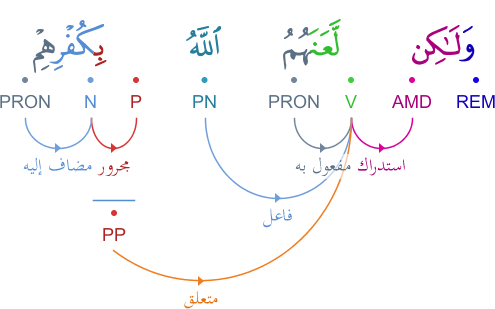 وَلَٰكِن لَّعَنَهُمُ ٱللَّهُ بِكُفْرِهِمْ
REM AMD V PRON PN P N PRON
استدراك مفعول به مجرور مضاف إليه
فاعل
PP
متعلق